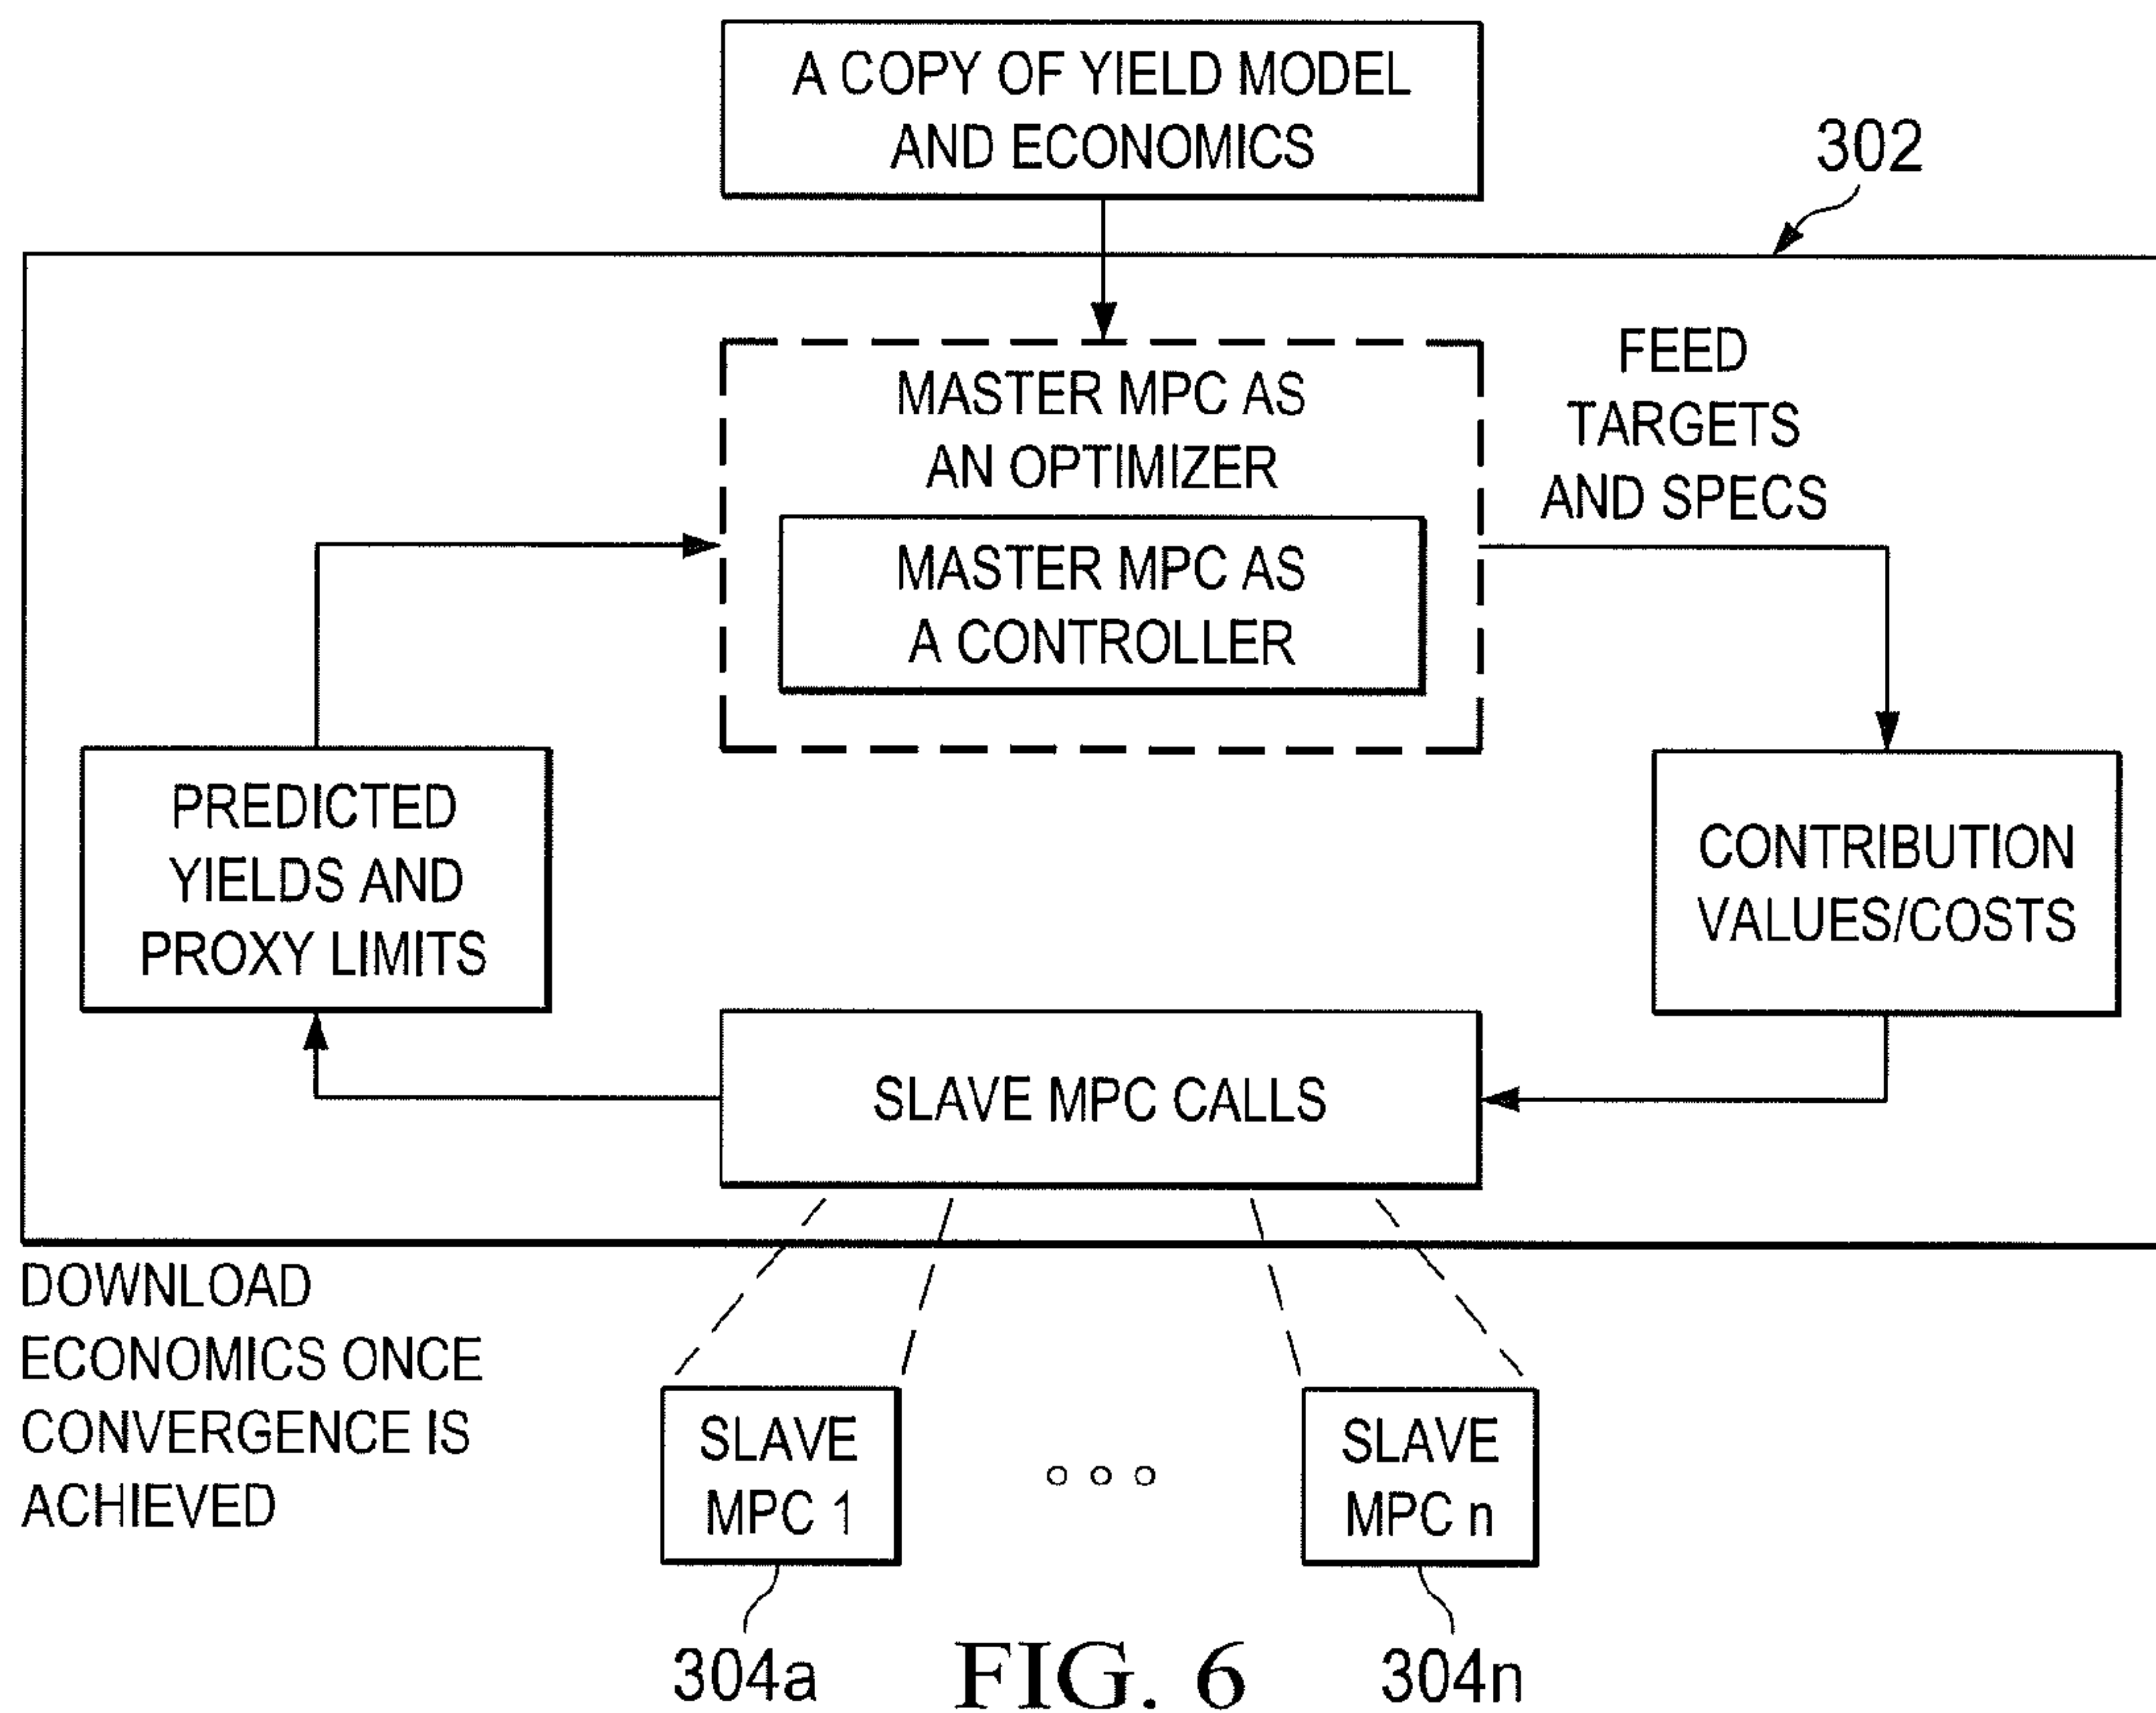 A COPY OF YIELD MODEL
AND ECONOMICS
302
MASTER MPC AS
AN OPTIMIZER
MASTER MPC AS
A CONTROLLER
FEED
TARGETS
AND SPECS
PREDICTED
YIELDS AND
PROXY LIMITS
CONTRIBUTION
VALUES/COSTS
SLAVE MPC CALLS
DOWNLOAD
ECONOMICS ONCE
CONVERGENCE IS
ACHIEVED
SLAVE
MPC 1
SLAVE
MPC n
304a
FIG. 6
304n